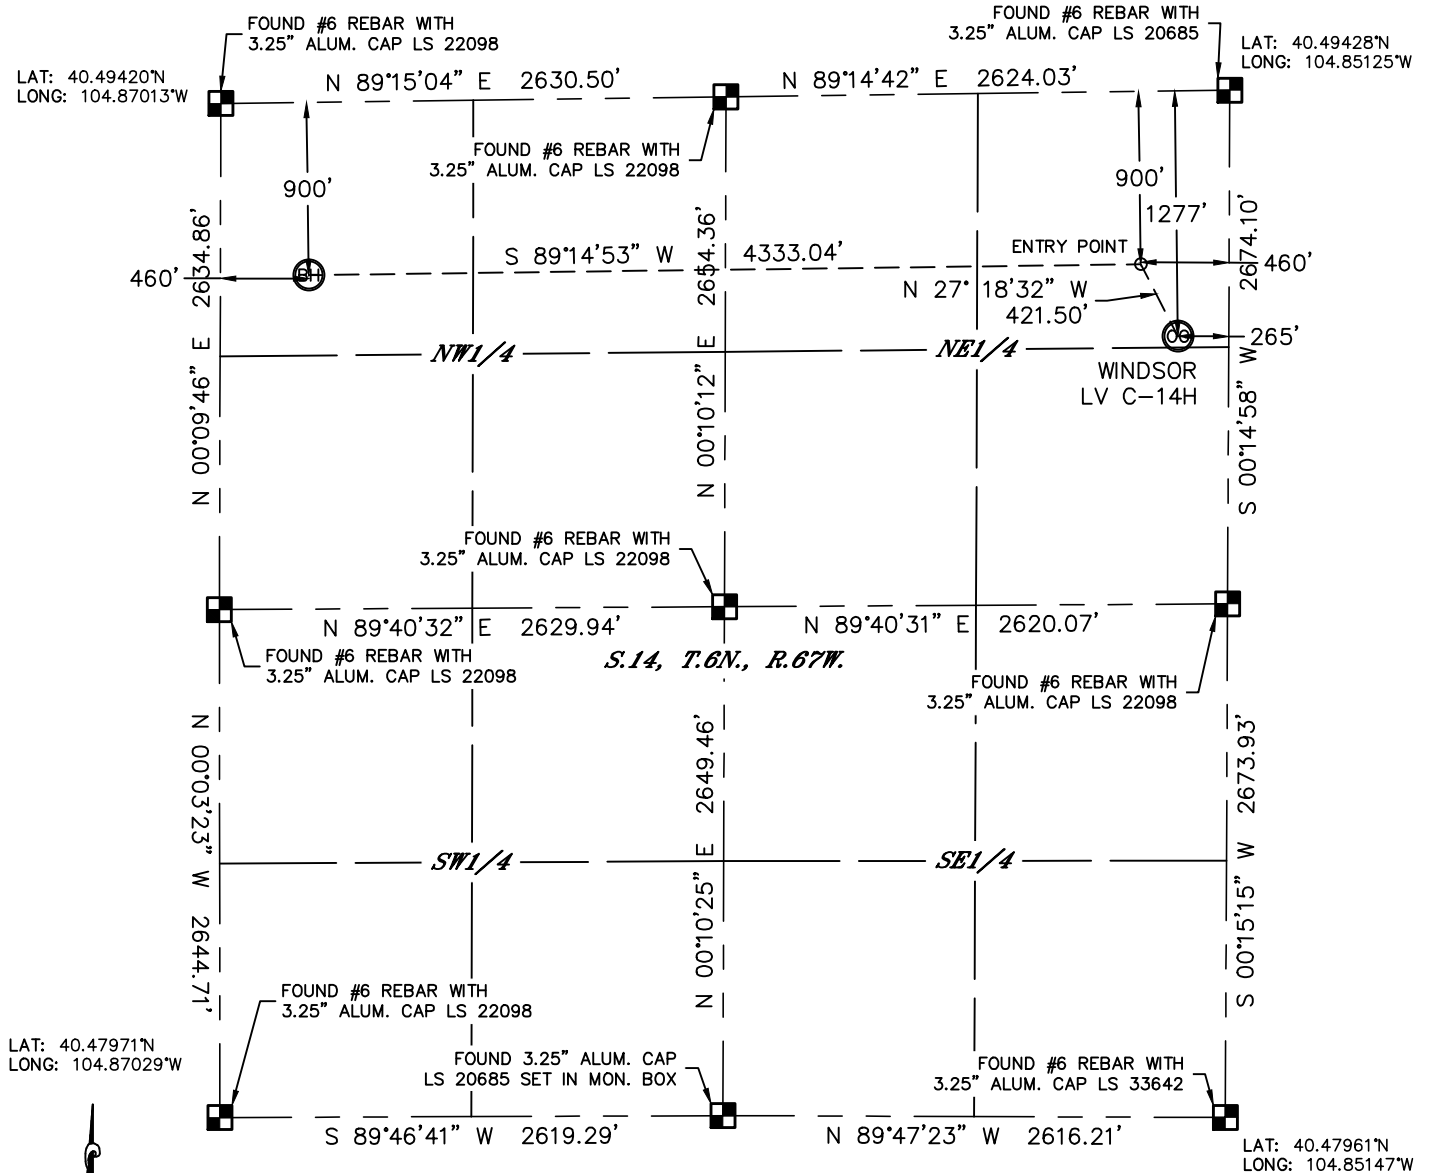 FOUND #6 REBAR WITH
3.25" ALUM. CAP LS 22098
FOUND #6 REBAR WITH
3.25" ALUM. CAP LS 20685
LAT: 40.49420°N
LONG: 104.87013°W
LAT: 40.49428°N
LONG: 104.85125°W
N 89°15'04" E 2630.50'
N 89°14'42" E 2624.03'
FOUND #6 REBAR WITH
3.25" ALUM. CAP LS 22098
900'
900'
1277'
N 00°09'46" E 2634.86'
N 00°10'12" E 2654.36'
S 00°14'58" W 2674.10'
S 89°14'53" W 4333.04'
ENTRY POINT
460'
BH
460'
N 27° 18'32" W
421.50'
OG
265'
WINDSOR
LV C-14H
NW1/4
NE1/4
FOUND #6 REBAR WITH
3.25" ALUM. CAP LS 22098
N 89°40'32" E 2629.94'
N 89°40'31" E 2620.07'
FOUND #6 REBAR WITH
3.25" ALUM. CAP LS 22098
S.14, T.6N., R.67W.
FOUND #6 REBAR WITH
3.25" ALUM. CAP LS 22098
N 00°03'23" W 2644.71'
N 00°10'25" E 2649.46'
S 00°15'15" W 2673.93'
SW1/4
SE1/4
FOUND #6 REBAR WITH
3.25" ALUM. CAP LS 22098
LAT: 40.47971°N
LONG: 104.87029°W
FOUND 3.25" ALUM. CAP
LS 20685 SET IN MON. BOX
FOUND #6 REBAR WITH
3.25" ALUM. CAP LS 33642
S 89°46'41" W 2619.29'
N 89°47'23" W 2616.21'
LAT: 40.47961°N
LONG: 104.85147°W